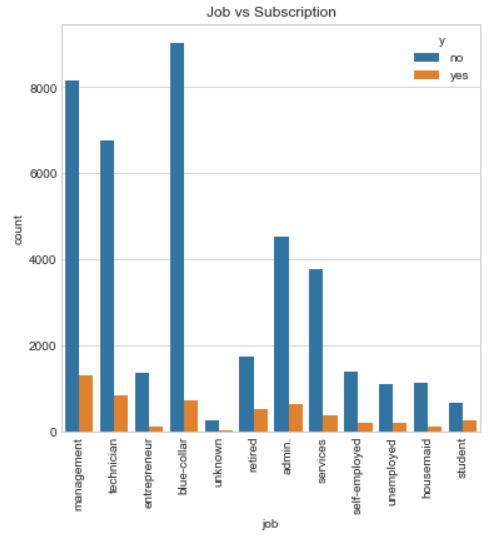 Job vs Subscription
y
no
yes
8000
6000
4000
2000
0
count
management
technician
entrepreneur
blue-collar
unknown
retired
admin.
services
self-employed
unemployed
housemaid
student
job